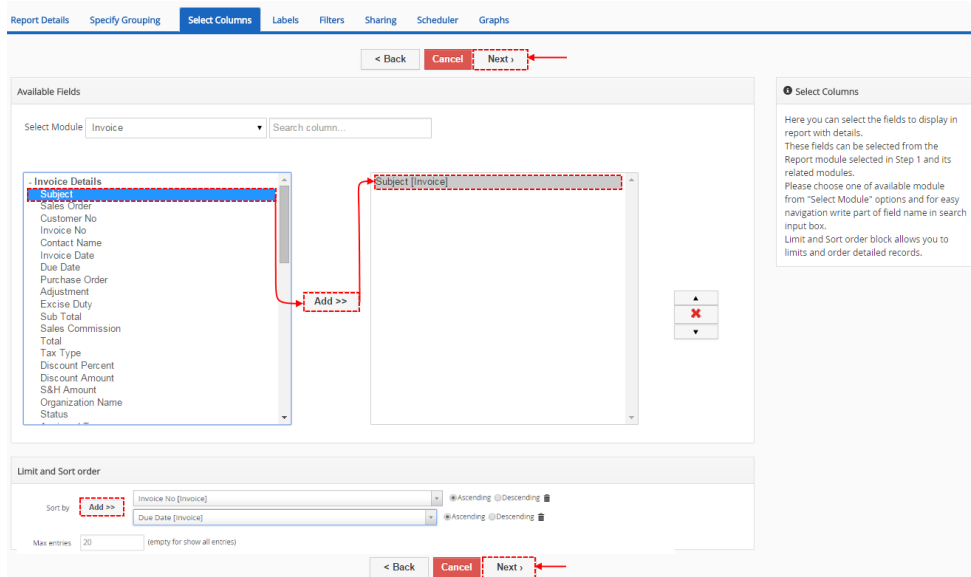 Report Details Specify Grouping Select Columns Labels Filters Sharing Scheduler Graphs
< Back Cancel Next ›
Available Fields
Select Module Invoice Search column...
- Invoice Details
Subject
Sales Order
Customer No
Invoice No
Contact Name
Invoice Date
Due Date
Purchase Order
Adjustment
Excise Duty
Sub Total
Sales Commission
Total
Tax Type
Discount Percent
Discount Amount
S&H Amount
Organization Name
Status
Add >>
Subject [Invoice]
Select Columns
Here you can select the fields to display in
report with details.
These fields can be selected from the
Report module selected in Step 1 and its
related modules.
Please choose one of available module
from "Select Module" options and for easy
navigation write part of field name in search
input box.
Limit and Sort order block allows you to
limits and order detailed records.
Limit and Sort order
Sort by Add >>
Invoice No [Invoice] Ascending Descending
Due Date [Invoice] Ascending Descending
Max entries 20 (empty for show all entries)
< Back Cancel Next ›